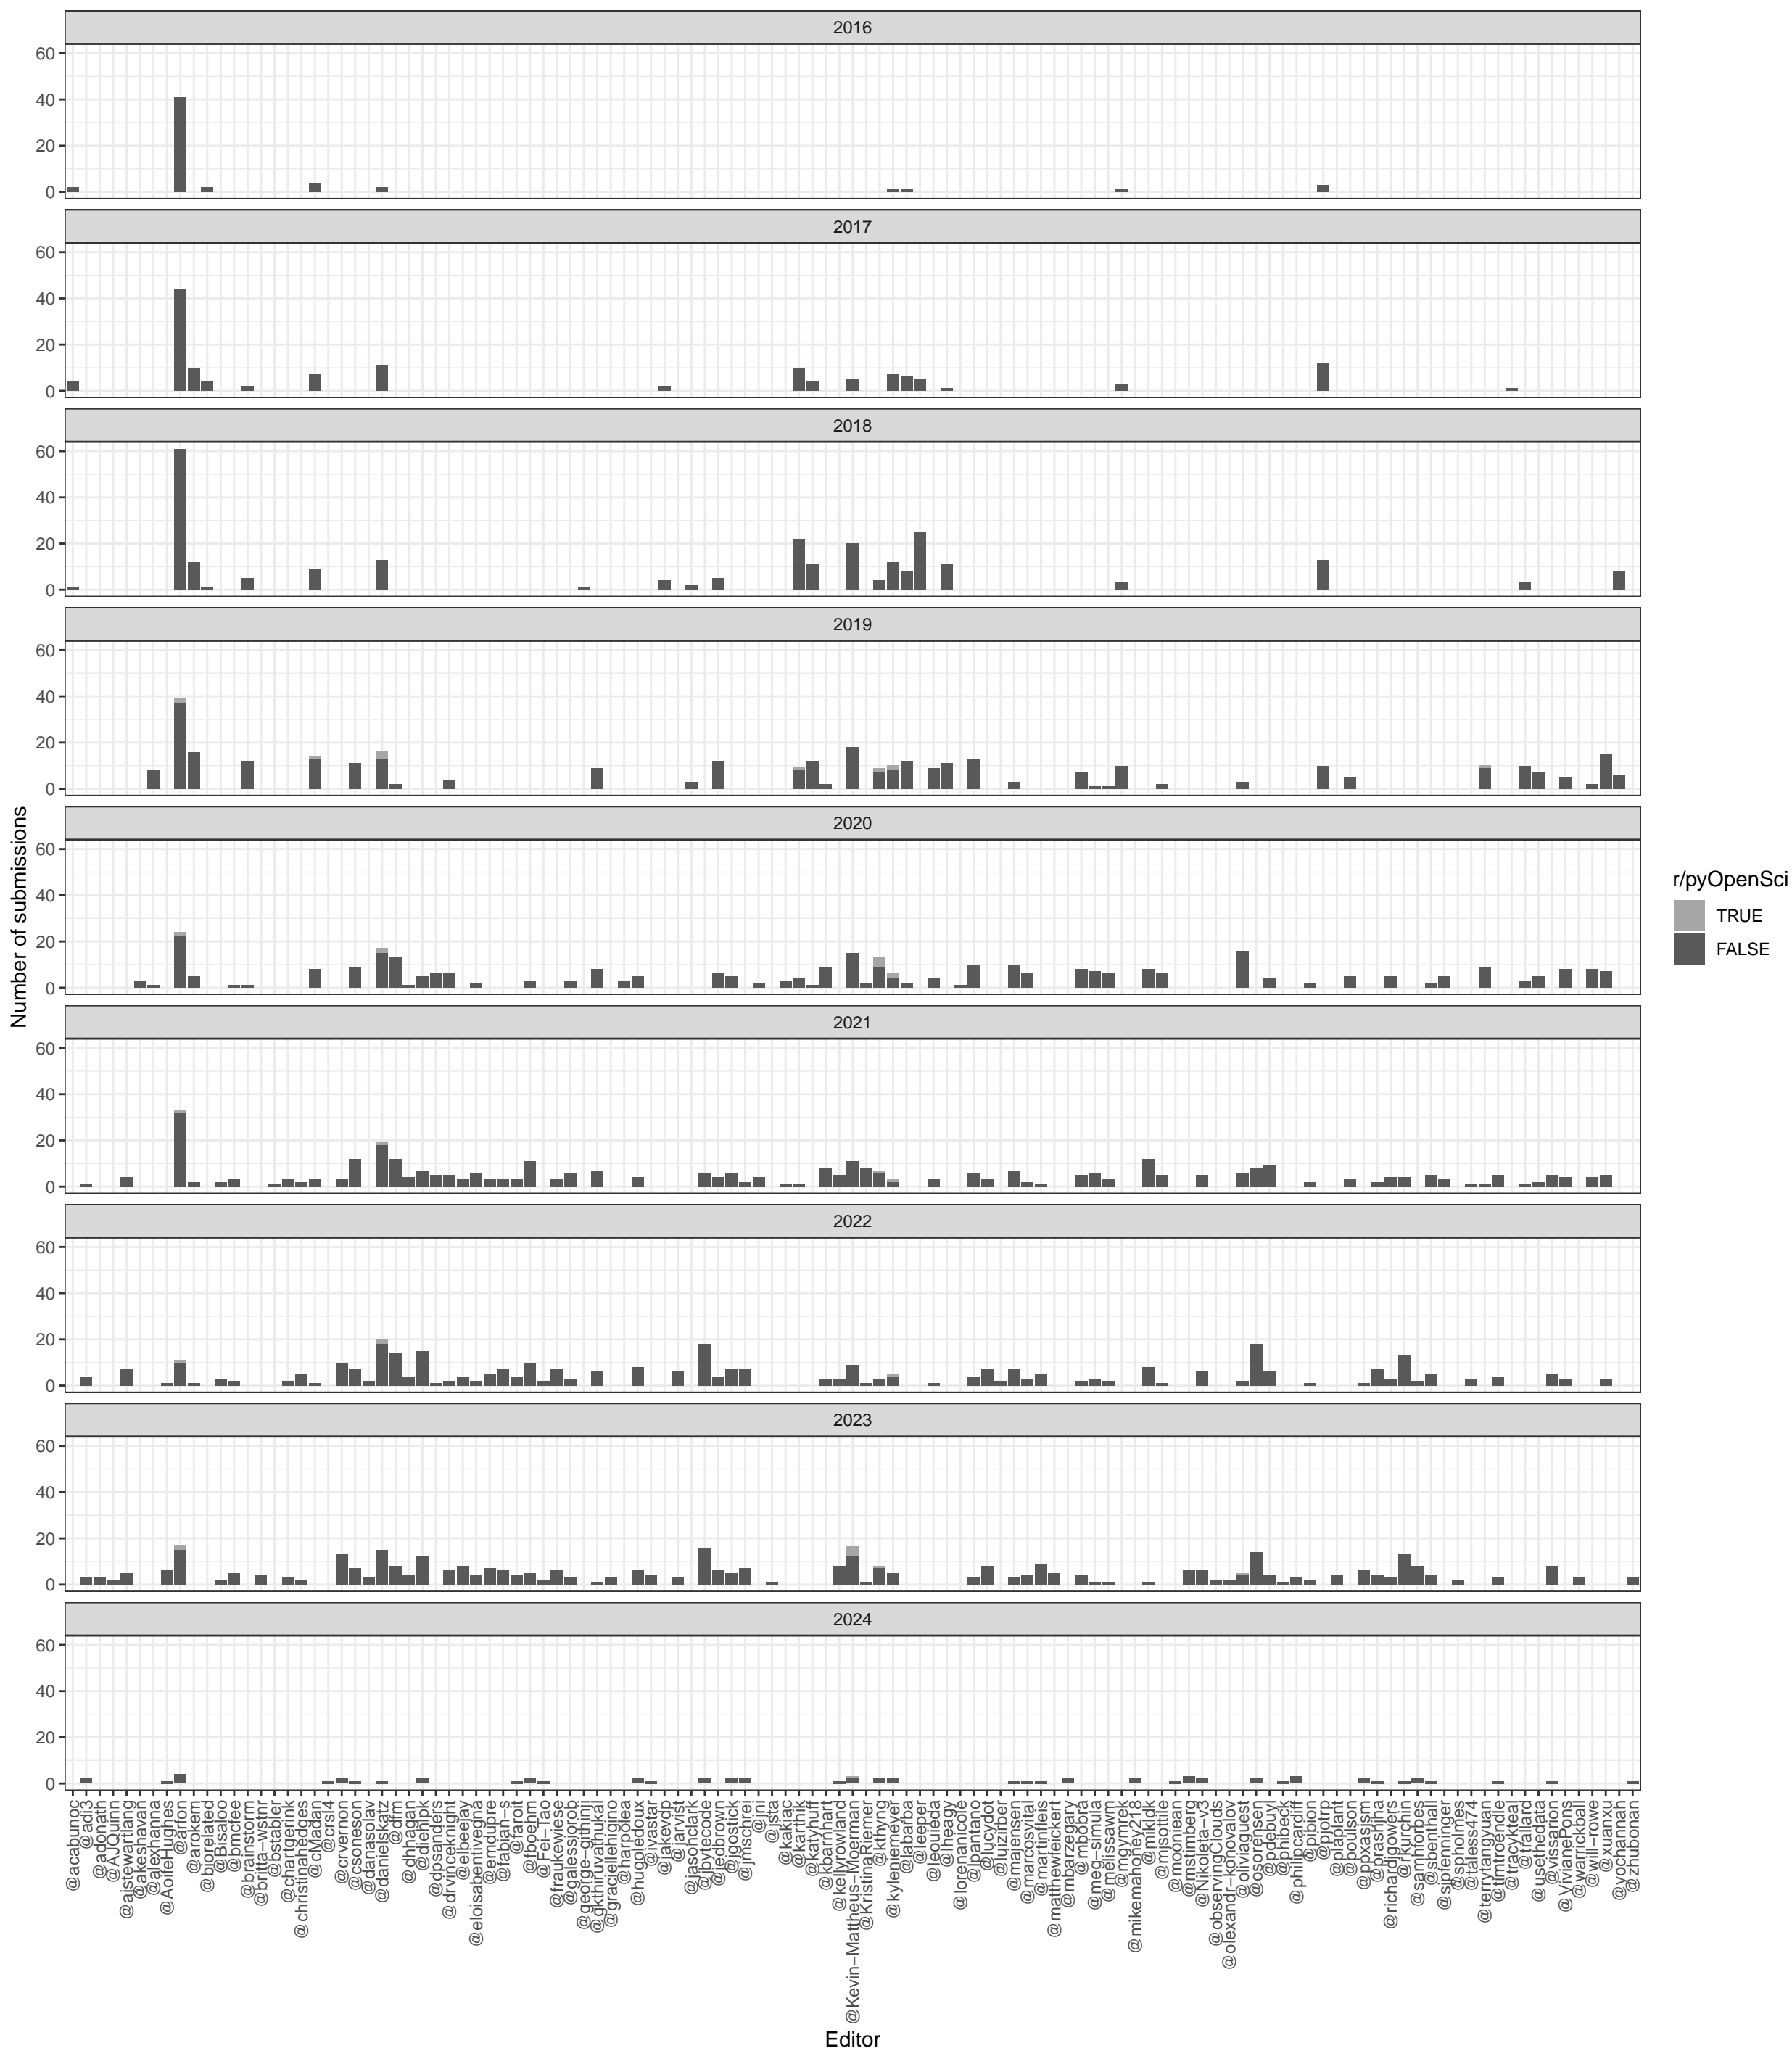 2016
60
40
20
0
2017
60
40
20
0
2018
60
40
20
0
2019
60
40
20
0
2020
60
40
20
0
2021
60
40
20
0
2022
60
40
20
0
2023
60
40
20
0
2024
60
40
20
0
Number of submissions
r/pyOpenSci
TRUE
FALSE
@acabunoc
@adi3
@adonath
@AJQuinn
@ajstewartlang
@akeshavan
@alexhanna
@AoifeHughes
@arfon
@arokem
@biorelated
@Bisaloo
@bmcfee
@brainstorm
@britta-wstnr
@bstabler
@chartgerink
@christinahedges
@cMadan
@crsl4
@crvernon
@csoneson
@danasolav
@danielskatz
@dfm
@dhhagan
@diehlpk
@dpsanders
@drvinceknight
@elbeejay
@eloisabentivegna
@emdupre
@fabian-s
@faroit
@fboehm
@Fei-Tao
@fraukewiese
@galessiorob
@george-githinji
@gkthiruvathukal
@graciellehigino
@harpolea
@hugoledoux
@ivastar
@jakevdp
@jarvist
@jasonclark
@jbytecode
@jedbrown
@jgostick
@jmschrei
@jni
@jsta
@kakiac
@karthik
@katyhuff
@kbarnhart
@kellyrowland
@Kevin-Mattheus-Moerman
@KristinaRiemer
@kthyng
@kyleniemeyer
@labarba
@leeper
@leouieda
@lheagy
@lorenanicole
@lpantano
@lucydot
@luizirber
@majensen
@marcosvital
@martinfleis
@matthewfeickert
@mbarzegary
@mbobra
@meg-simula
@melissawm
@mgymrek
@mikemahoney218
@mikldk
@mjsottile
@mooniean
@mstimberg
@Nikoleta-v3
@observingClouds
@olexandr-konovalov
@oliviaguest
@osorensen
@pdebuyl
@phibeck
@philipcardiff
@pibion
@pjotrp
@plaplant
@poulson
@ppxasjsm
@prashjha
@richardjgowers
@rkurchin
@samhforbes
@sbenthall
@sjpfenninger
@spholmes
@taless474
@terrytangyuan
@timtroendle
@tracykteal
@trallard
@usethedata
@vissarion
@VivianePons
@warrickball
@will-rowe
@xuanxu
@yochannah
@zhubonan
Editor